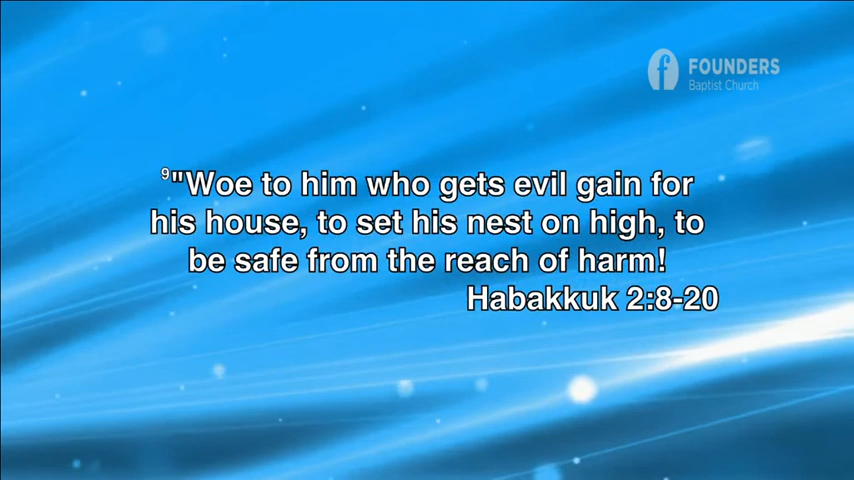 FOUNDERS
Baptist Church
9"Woe to him who gets evil gain for
his house, to set his nest on high, to
be safe from the reach of harm!
Habakkuk 2:8-20